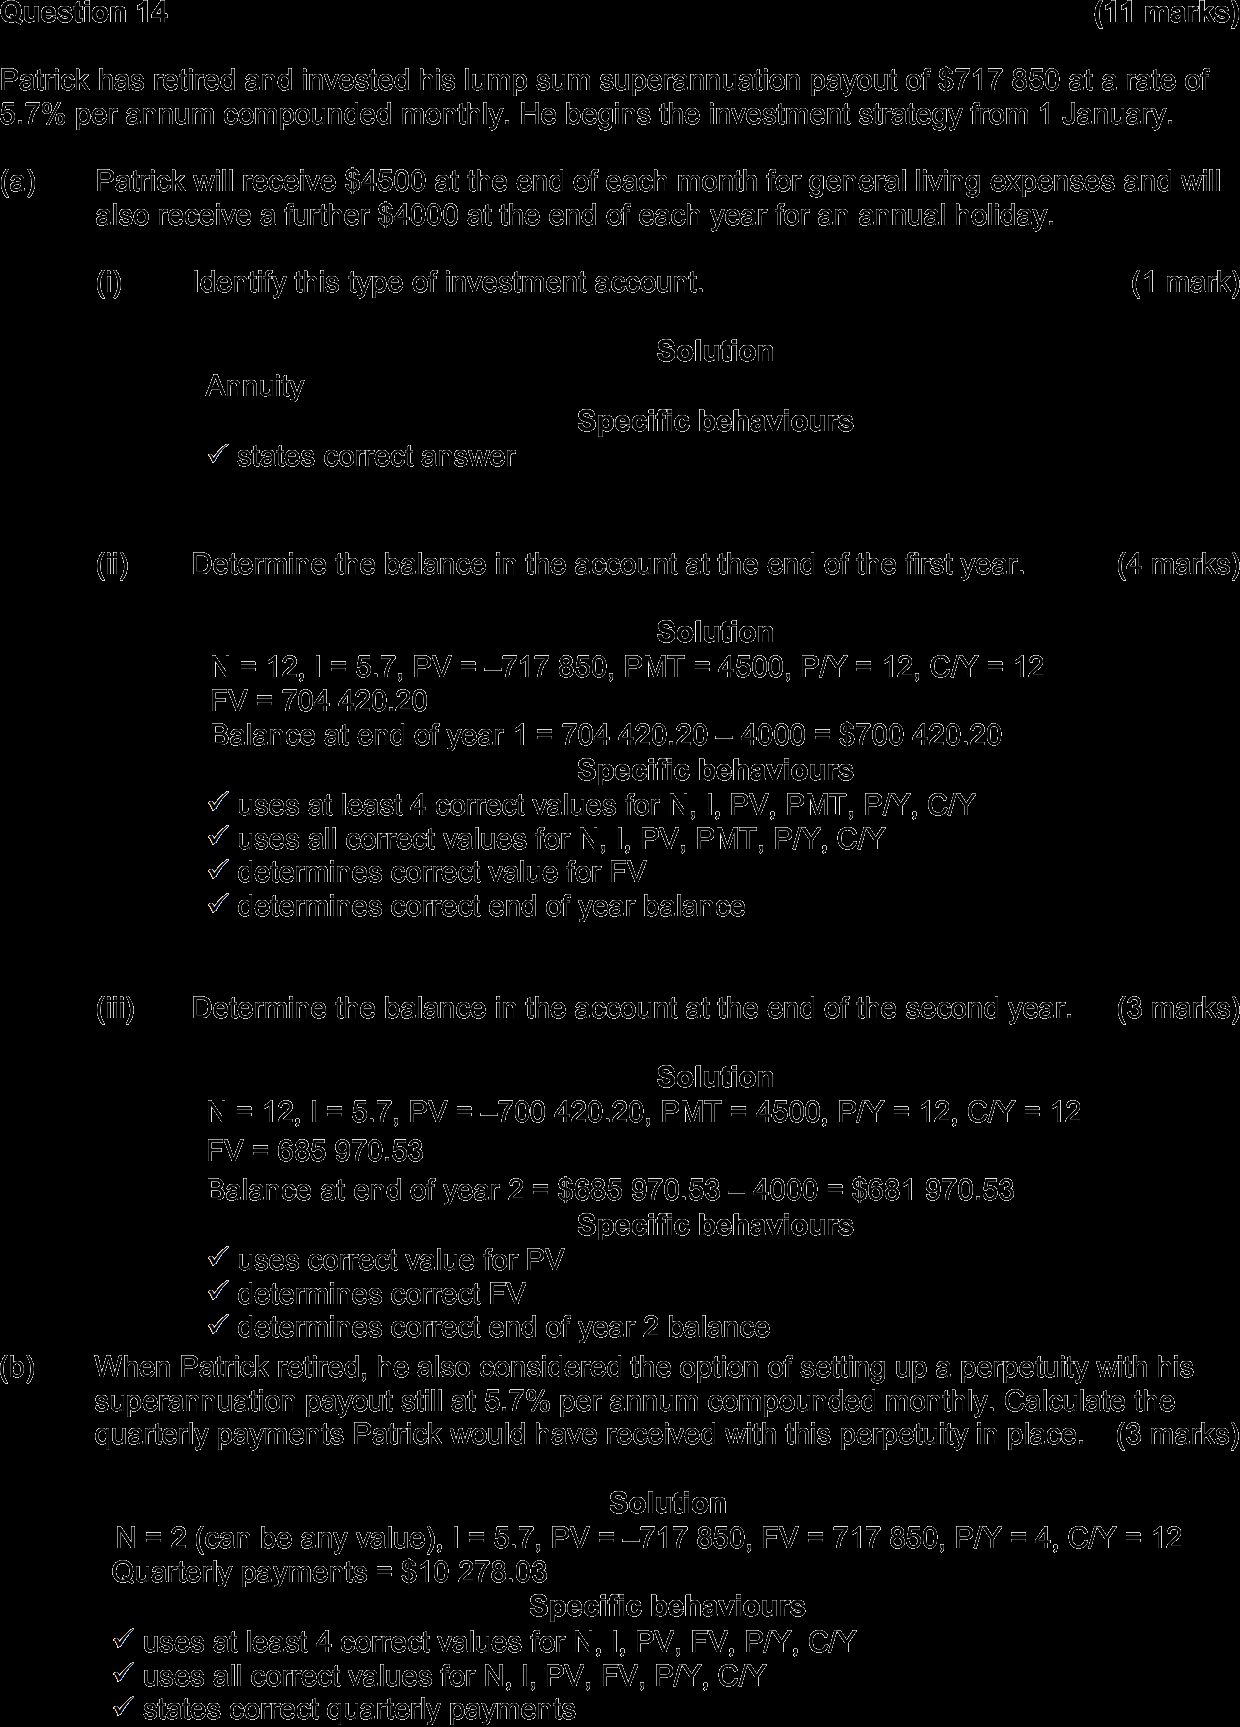 Question 14 (11 marks)
Patrick has retired and invested his lump sum superannuation payout of $717 850 at a rate of
5.7% per annum compounded monthly. He begins the investment strategy from 1 January.
(a) Patrick will receive $4500 at the end of each month for general living expenses and will
also receive a further $4000 at the end of each year for an annual holiday.
(i) Identify this type of investment account. (1 mark)
Solution
Annuity
Specific behaviours
✓ states correct answer
(ii) Determine the balance in the account at the end of the first year. (4 marks)
Solution
N = 12, I = 5.7, PV = –717 850, PMT = 4500, P/Y = 12, C/Y = 12
FV = 704 420.20
Balance at end of year 1 = 704 420.20 – 4000 = $700 420.20
Specific behaviours
✓ uses at least 4 correct values for N, I, PV, PMT, P/Y, C/Y
✓ uses all correct values for N, I, PV, PMT, P/Y, C/Y
✓ determines correct value for FV
✓ determines correct end of year balance
(iii) Determine the balance in the account at the end of the second year. (3 marks)
Solution
N = 12, I = 5.7, PV = –700 420.20, PMT = 4500, P/Y = 12, C/Y = 12
FV = 685 970.53
Balance at end of year 2 = $685 970.53 – 4000 = $681 970.53
Specific behaviours
✓ uses correct value for PV
✓ determines correct FV
✓ determines correct end of year 2 balance
(b) When Patrick retired, he also considered the option of setting up a perpetuity with his
superannuation payout still at 5.7% per annum compounded monthly. Calculate the
quarterly payments Patrick would have received with this perpetuity in place. (3 marks)
Solution
N = 2 (can be any value), I = 5.7, PV = –717 850, FV = 717 850, P/Y = 4, C/Y = 12
Quarterly payments = $10 278.03
Specific behaviours
✓ uses at least 4 correct values for N, I, PV, FV, P/Y, C/Y
✓ uses all correct values for N, I, PV, FV, P/Y, C/Y
✓ states correct quarterly payments